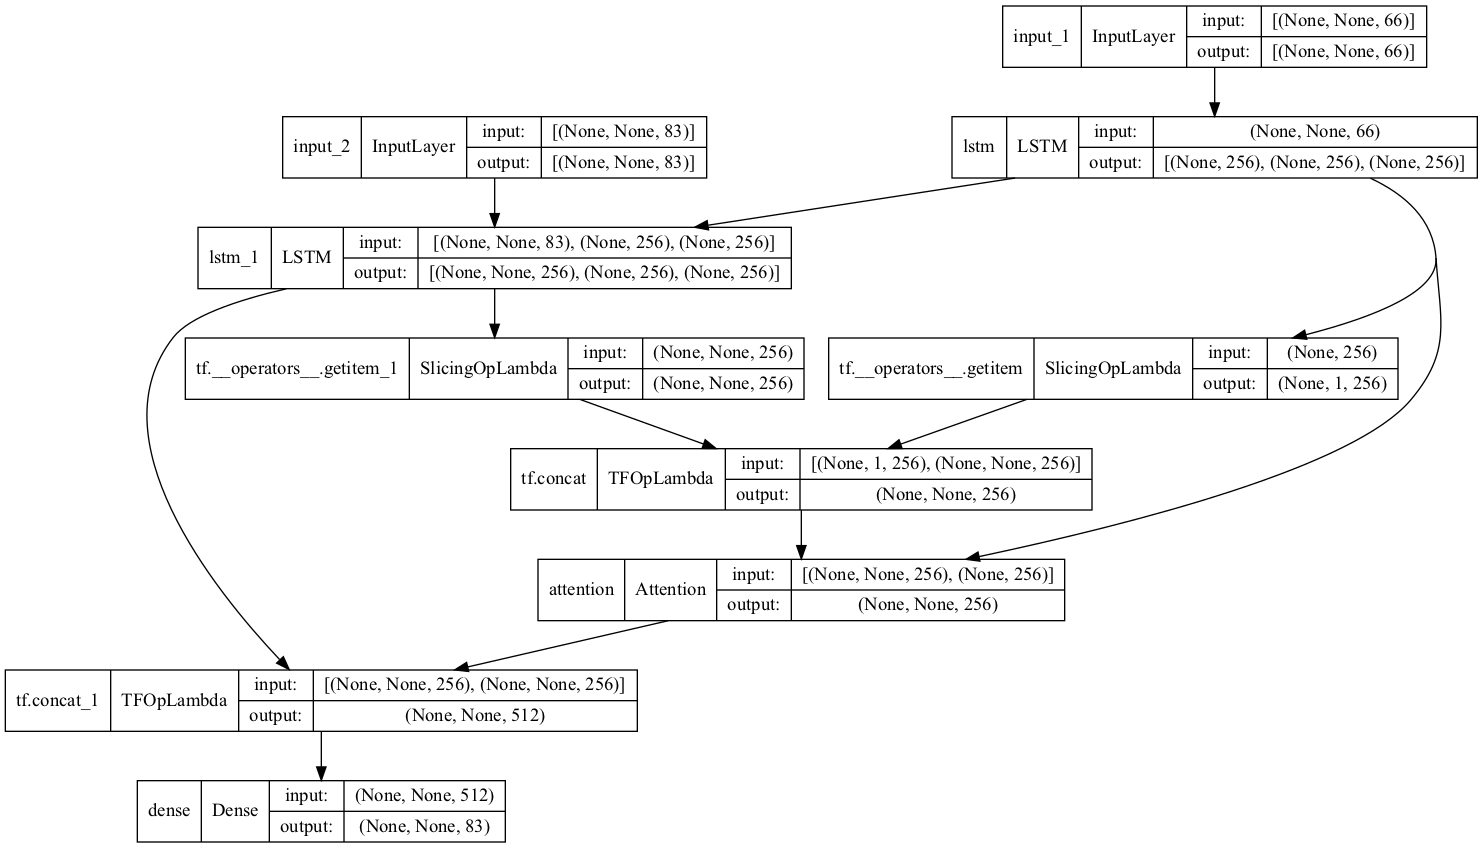 input_1 InputLayer input: [(None, None, 66)]
output: [(None, None, 66)]
input_2 InputLayer input: [(None, None, 83)]
output: [(None, None, 83)]
lstm LSTM input: (None, None, 66)
output: [(None, 256), (None, 256), (None, 256)]
lstm_1 LSTM input: [(None, None, 83), (None, 256), (None, 256)]
output: [(None, None, 256), (None, 256), (None, 256)]
tf.__operators__.getitem_1 SlicingOpLambda input: (None, None, 256)
output: (None, None, 256)
tf.__operators__.getitem SlicingOpLambda input: (None, 256)
output: (None, 1, 256)
tf.concat TFOpLambda input: [(None, 1, 256), (None, None, 256)]
output: (None, None, 256)
attention Attention input: [(None, None, 256), (None, 256)]
output: (None, None, 256)
tf.concat_1 TFOpLambda input: [(None, None, 256), (None, None, 256)]
output: (None, None, 512)
dense Dense input: (None, None, 512)
output: (None, None, 83)